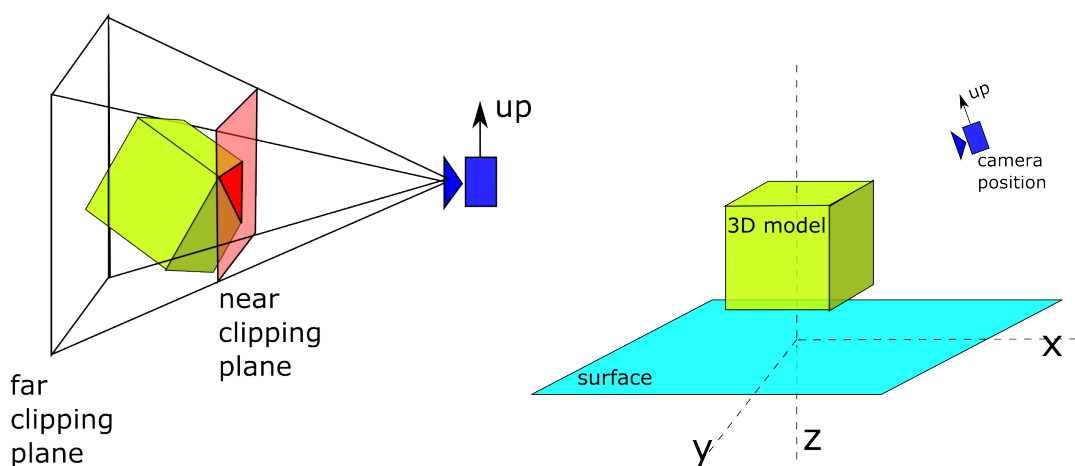 up
near
clipping
plane
far
clipping
plane
up
camera
position
3D model
surface
x
y
z